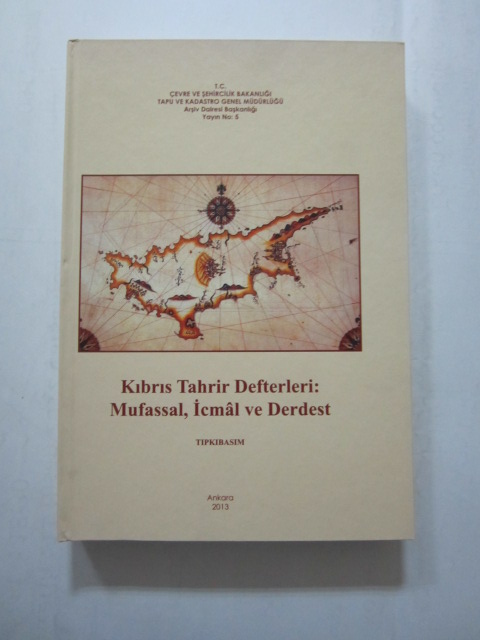 T.C.
ÇEVRE VE ŞEHİRCİLİK BAKANLIĞI
TAPU VE KADASTRO GENEL MÜDÜRLÜĞÜ
Arşiv Dairesi Başkanlığı
Yayın No: 5
Kıbrıs Tahrir Defterleri:
Mufassal, İcmâl ve Derdest
TIPKIBASIM
Ankara
2013